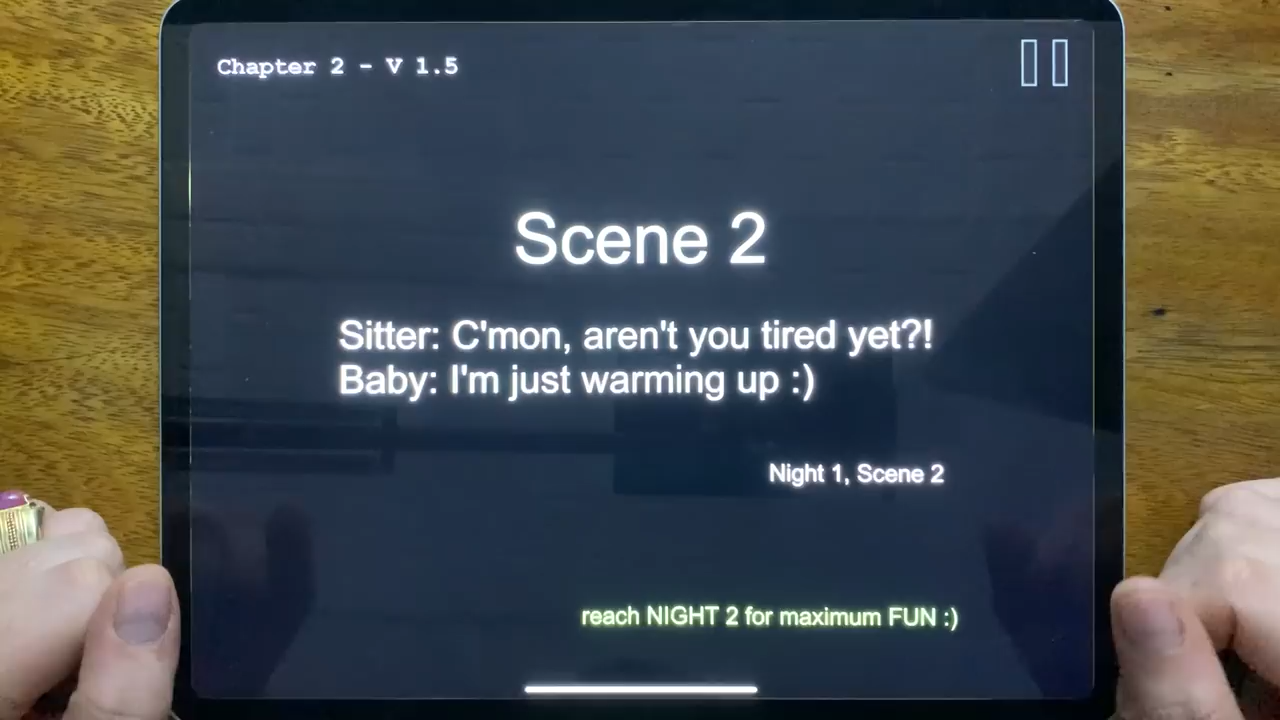 Chapter 2 - V 1.5
Scene 2
Sitter: C'mon, aren't you tired yet?!
Baby: I'm just warming up :)
Night 1, Scene 2
reach NIGHT 2 for maximum FUN :)